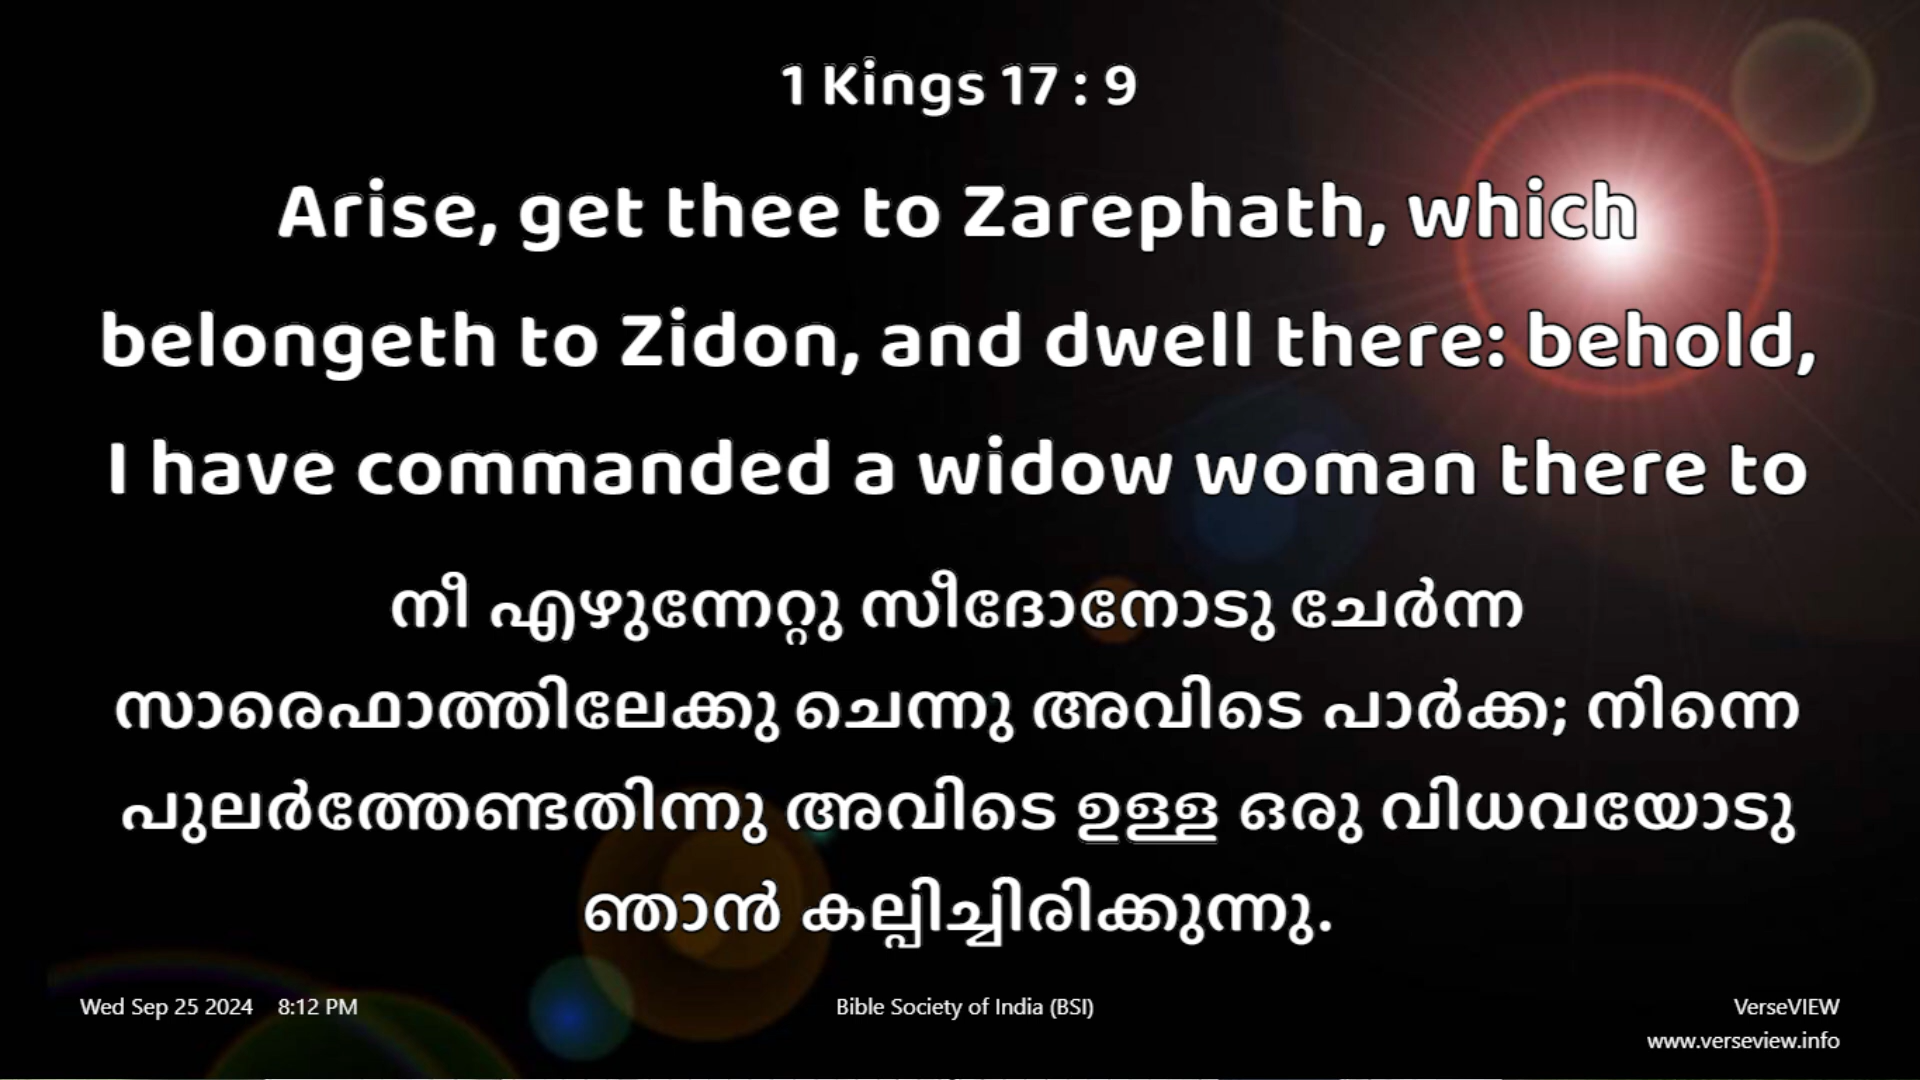 1 Kings 17 : 9
Arise, get thee to Zarephath, which
belongeth to Zidon, and dwell there: behold,
I have commanded a widow woman there to
നീ എഴുന്നേറ്റു സീദോനോടു ചേർന്ന
സാരെഫാത്തിലേക്കു ചെന്നു അവിടെ പാർക്ക; നിന്നെ
പുലർത്തേണ്ടതിന്നു അവിടെ ഉള്ള ഒരു വിധവയോടു
ഞാൻ കല്പിച്ചിരിക്കുന്നു.
Wed Sep 25 2024 8:12 PM
Bible Society of India (BSI)
VerseVIEW
www.verseview.info